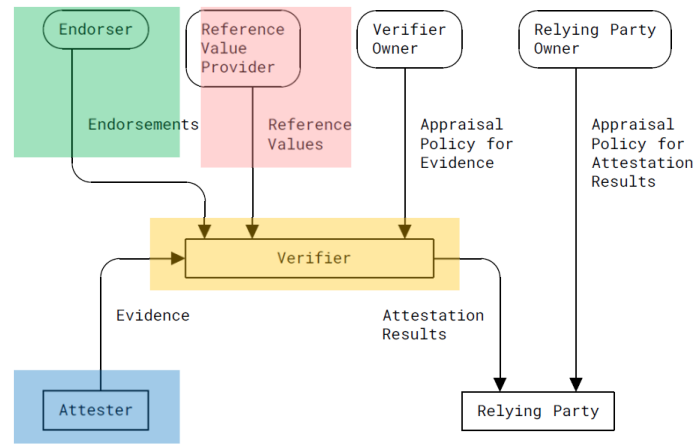 Endorser
Reference
Value
Provider
Verifier
Owner
Relying Party
Owner
Endorsements
Reference
Values
Appraisal
Policy for
Evidence
Appraisal
Policy for
Attestation
Results
Verifier
Evidence
Attestation
Results
Attester
Relying Party